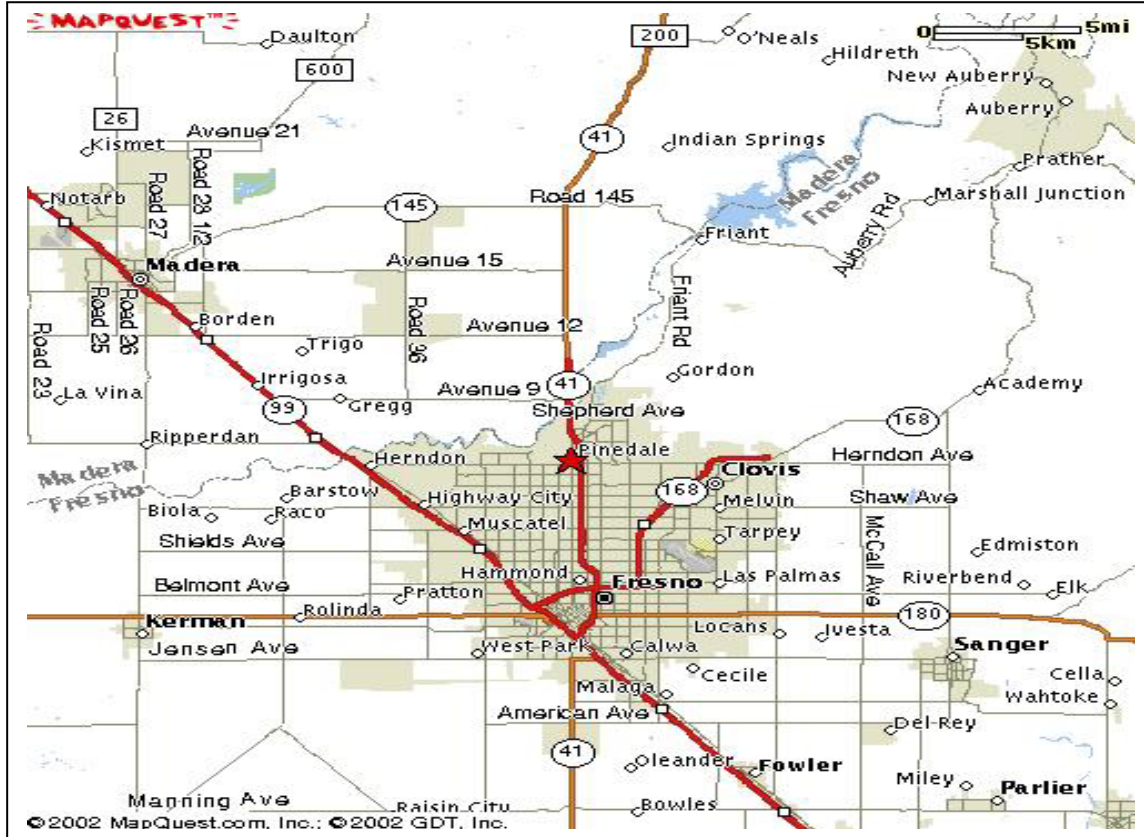 MAPQUEST™
Daulton
200
O'Neals
0 5mi
5km
Hildreth
New Auberry
600
Auberry
26
Avenue 21
41
Indian Springs
Kismet
Prather
Madera
Fresno
Road 27
Road 28 1/2
Notarb
145
Road 145
Marshall Junction
Friant
Auberry Rd
Madera
Avenue 15
Friant Rd
Road 23
Road 25
Road 26
Borden
Road 36
Avenue 12
Trigo
Irrigosa
Avenue 9
41
Gordon
La Vina
99
Gregg
Shepherd Ave
Academy
168
Ripperdan
Pinedale
Herndon Ave
Madera
Fresno
Herndon
Clovis
168
Barstow
Highway City
Melvin
Shaw Ave
Biola
Raco
Muscatel
Tarpey
McCall Ave
Shields Ave
Edmiston
Belmont Ave
Hammond
Fresno
Las Palmas
Riverbend
Elk
Pratton
Rolinda
180
Kerman
Locans
Ivesta
Jensen Ave
West Park
Calwa
Sanger
Cecile
Cella
Malaga
Wahtoke
American Ave
Del Rey
41
Oleander
Fowler
Miley
Parlier
Manning Ave
Raisin City
Bowles
©2002 MapQuest.com, Inc.; ©2002 GDT, Inc.